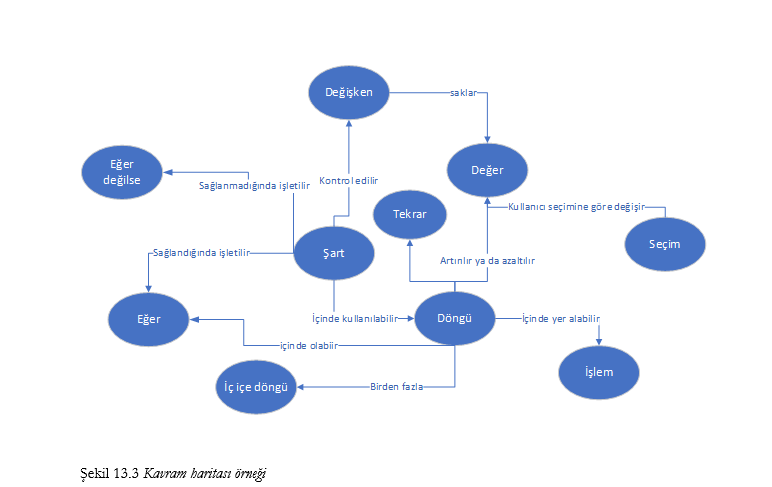 Değişken
saklar
Eğer
değilse
Değer
Sağlanmadığında işletilir
Kontrol edilir
Kullanıcı seçimine göre değişir
Tekrar
Seçim
Sağlandığında işletilir
Şart
Artırılır ya da azaltılır
Eğer
İçinde kullanılabilir
Döngü
İçinde yer alabilir
içinde olabiir
İşlem
İç içe döngü
Birden fazla
Şekil 13.3 Kavram haritası örneği